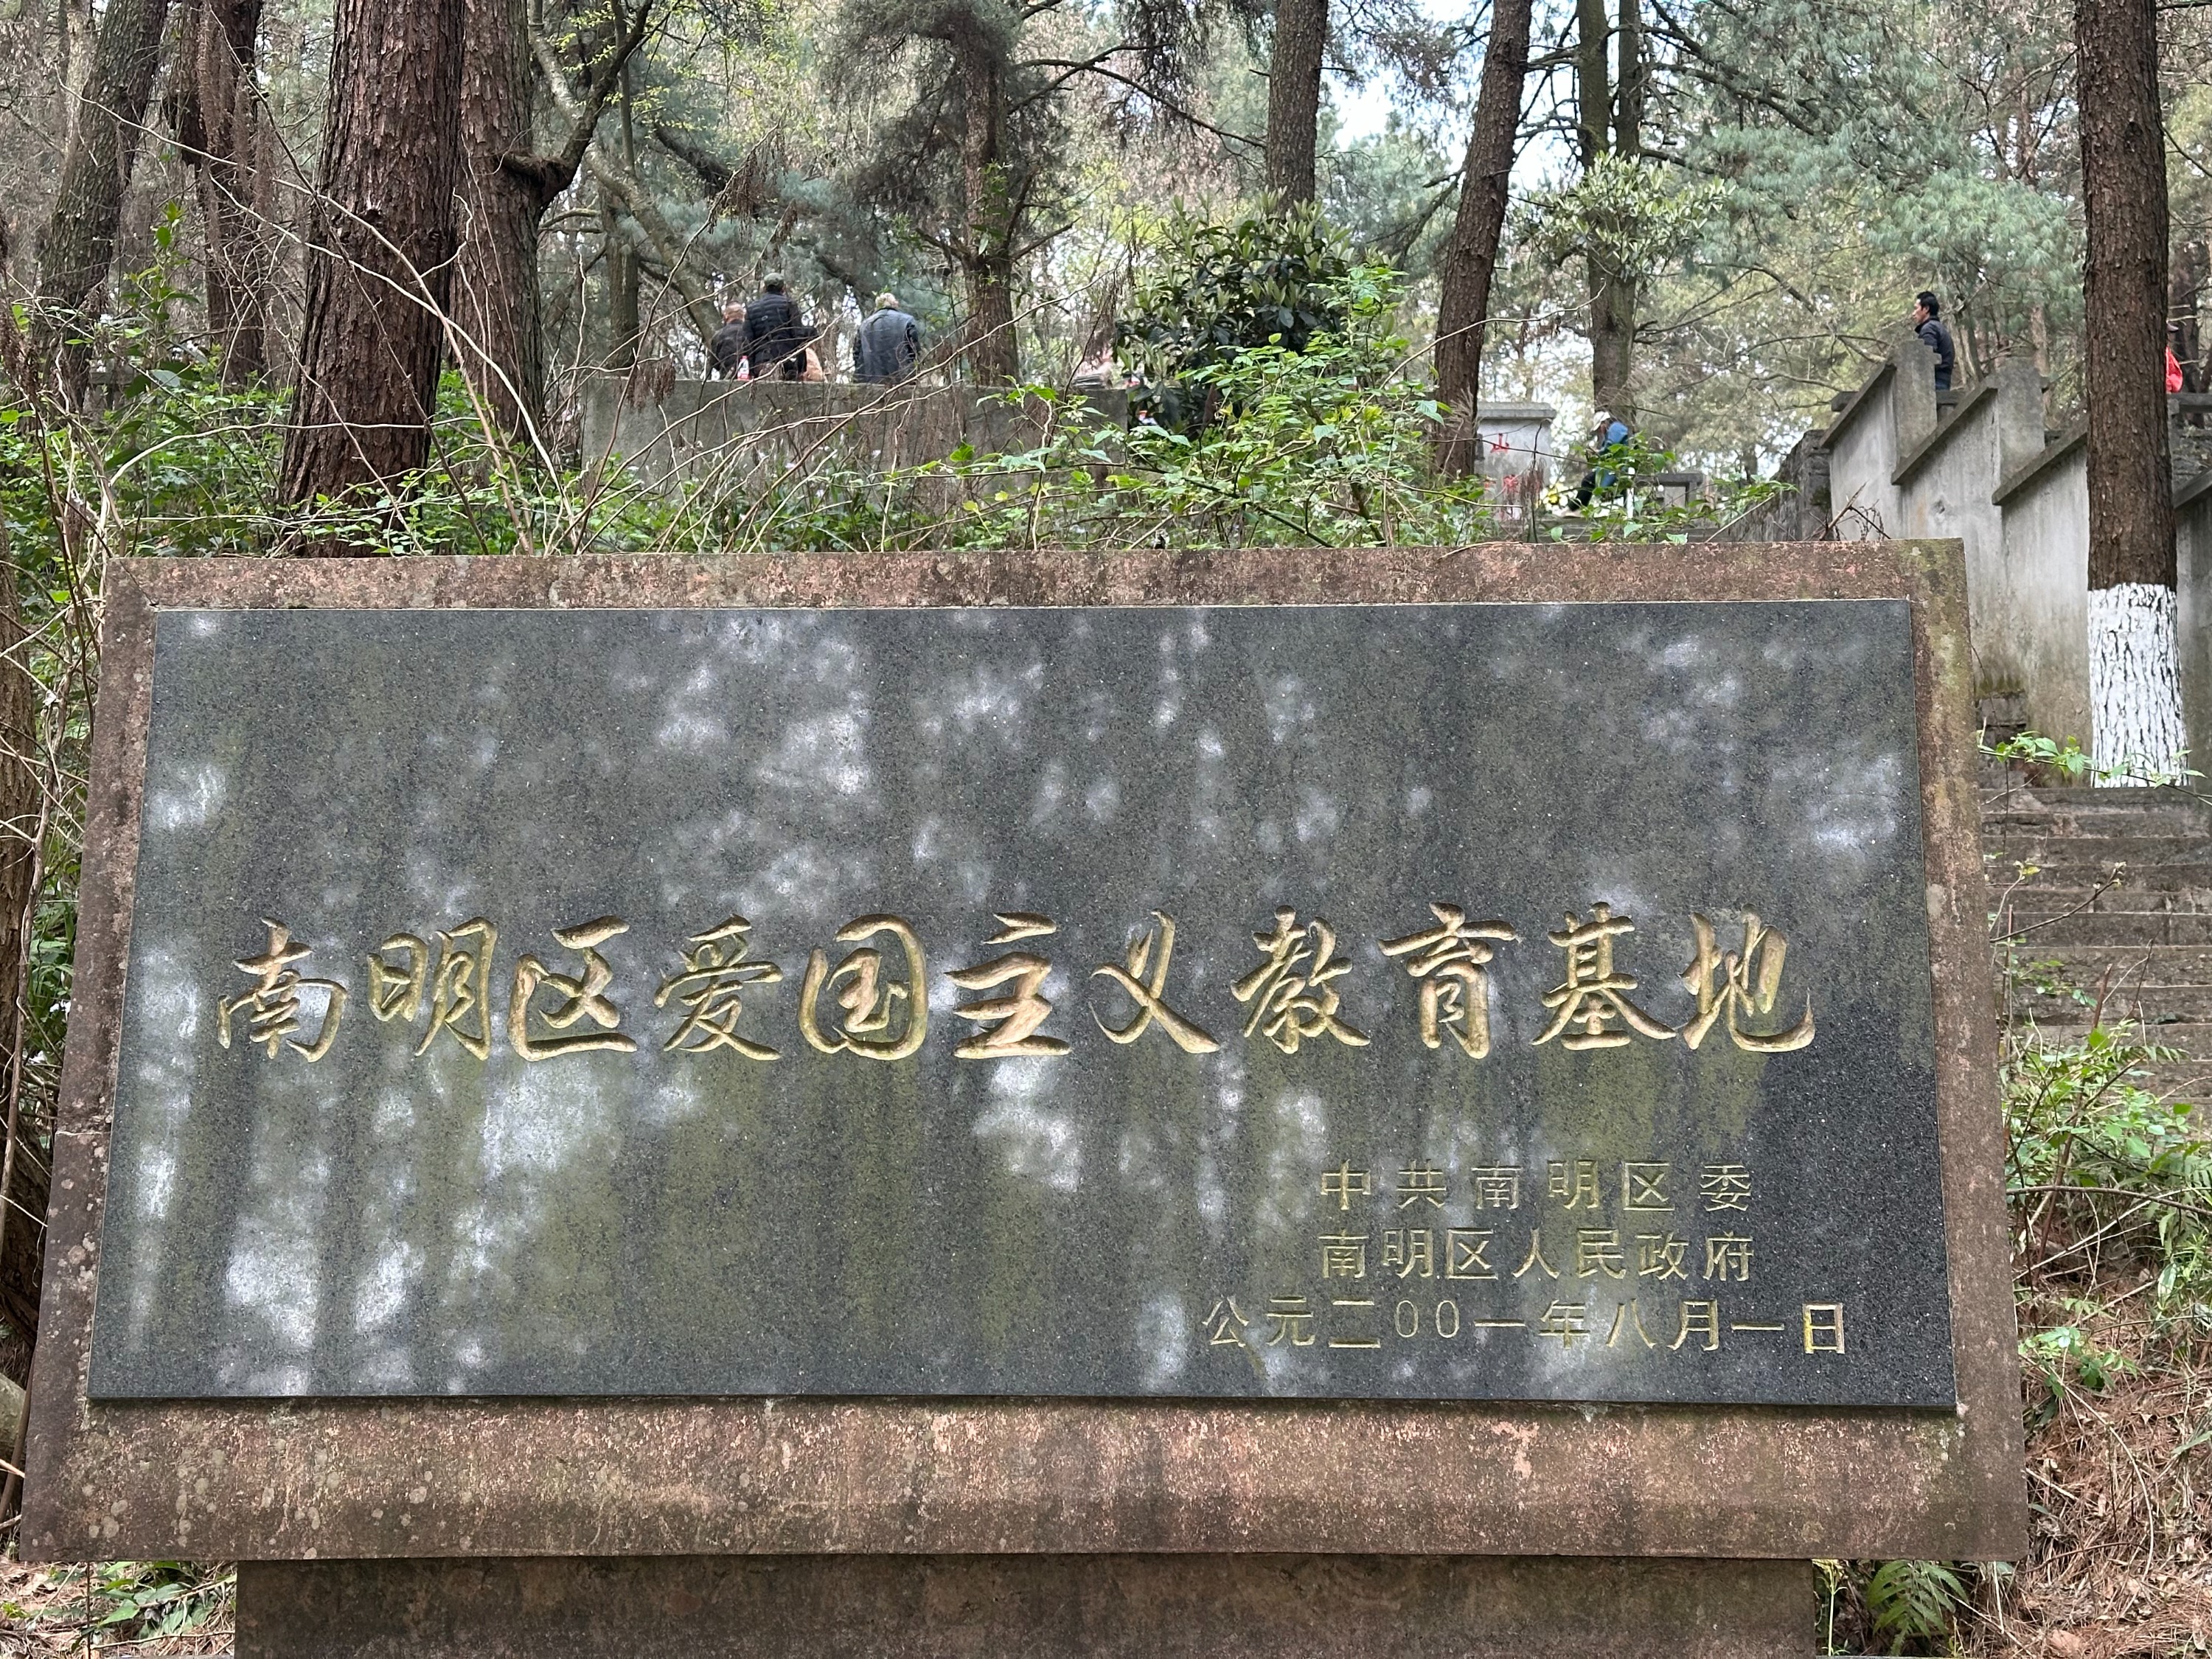 南明区爱国主义教育基地
中共南明区委
南明区人民政府
公元二00一年八月一日